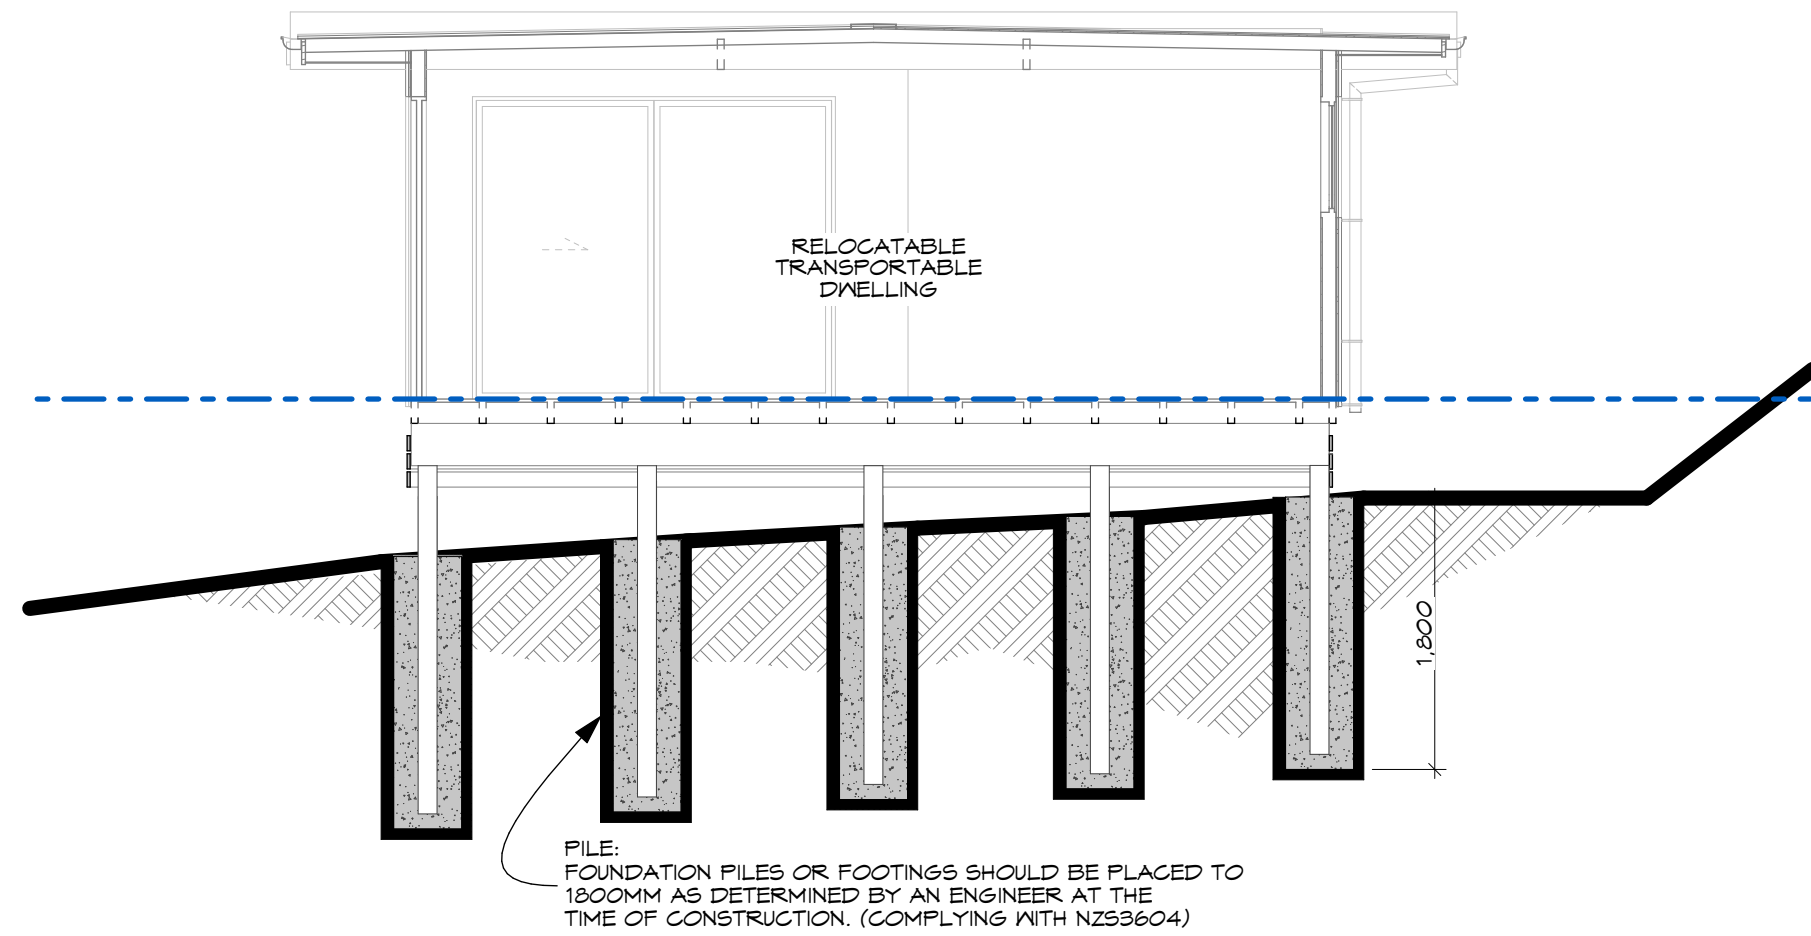 RELOCATABLE
TRANSPORTABLE
DWELLING
1,800
PILE:
FOUNDATION PILES OR FOOTINGS SHOULD BE PLACED TO
1800MM AS DETERMINED BY AN ENGINEER AT THE
TIME OF CONSTRUCTION. (COMPLYING WITH NZS3604)